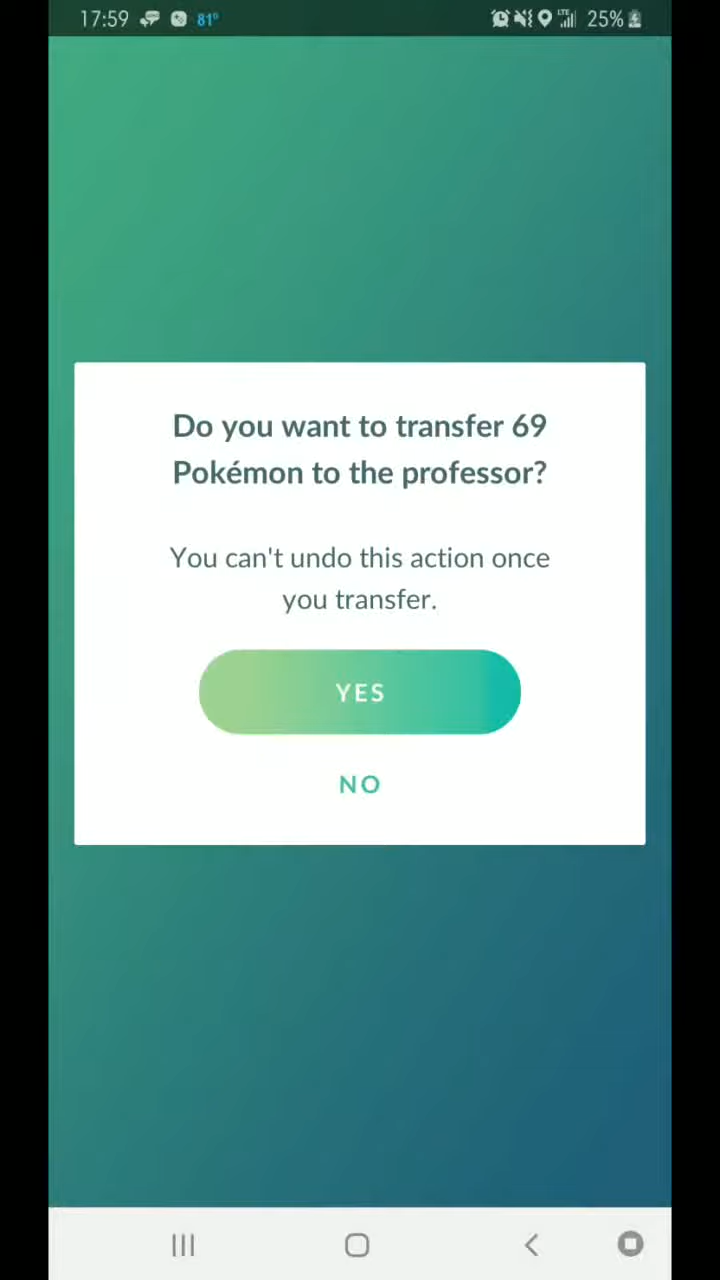 17:59 81° LTE 25%
Do you want to transfer 69
Pokémon to the professor?
You can't undo this action once
you transfer.
YES
NO